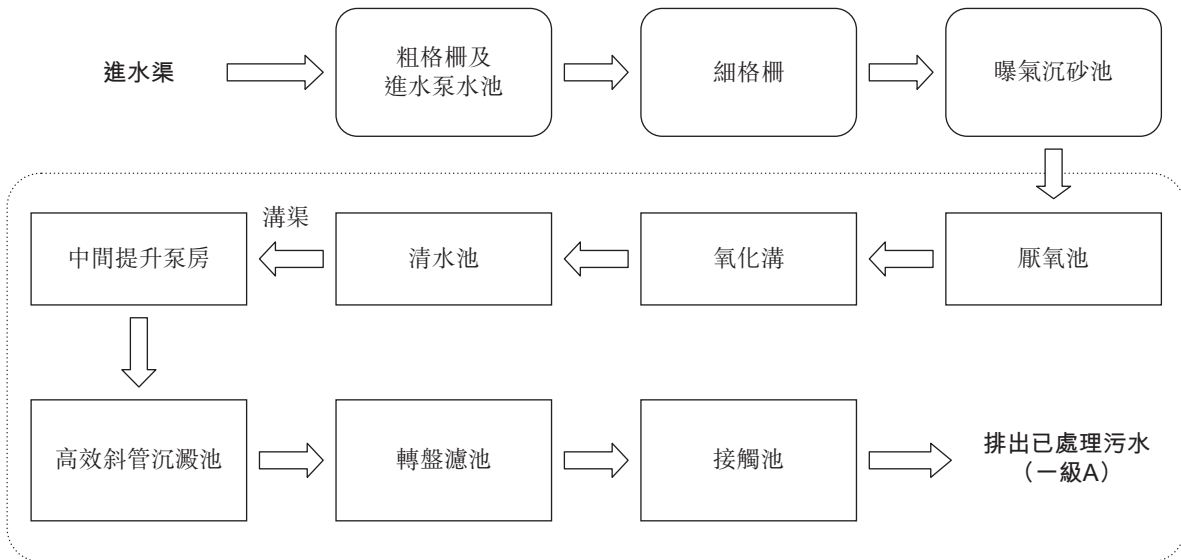 進水渠
粗格柵及
進水泵水池
細格柵
曝氣沉砂池
厭氧池
氧化溝
清水池
溝渠
中間提升泵房
高效斜管沉澱池
轉盤濾池
接觸池
排出已處理污水
（一級A）